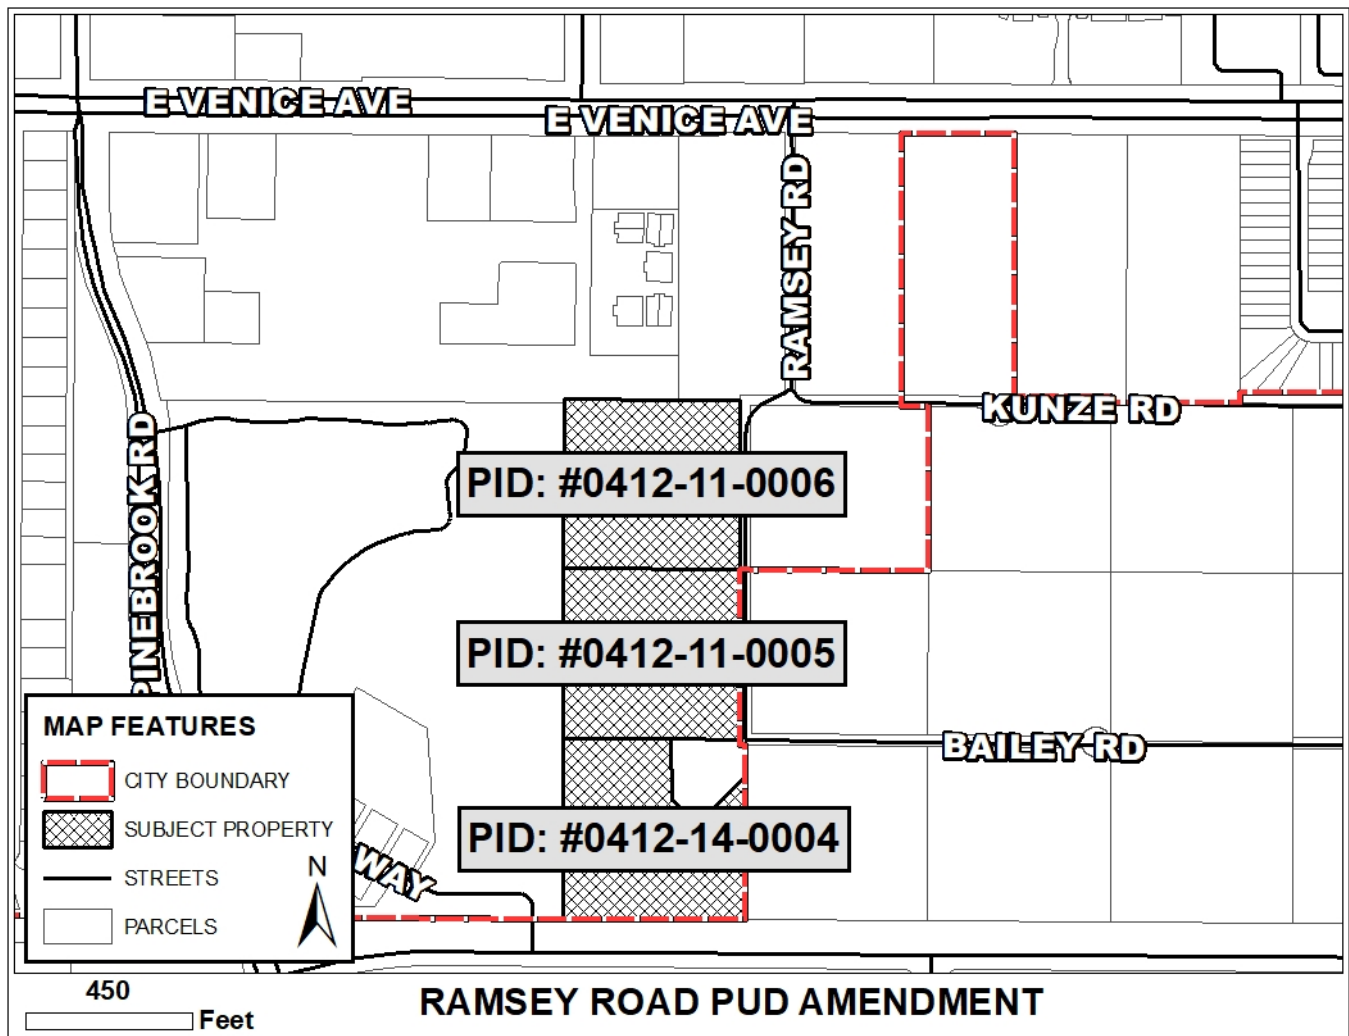 E VENICE AVE
E VENICE AVE
RAMSEY RD
KUNZE RD
PINEBROOK RD
PID: #0412-11-0006
PID: #0412-11-0005
BAILEY RD
PID: #0412-14-0004
WAY
MAP FEATURES
CITY BOUNDARY
SUBJECT PROPERTY
STREETS
PARCELS
N
450
Feet
RAMSEY ROAD PUD AMENDMENT